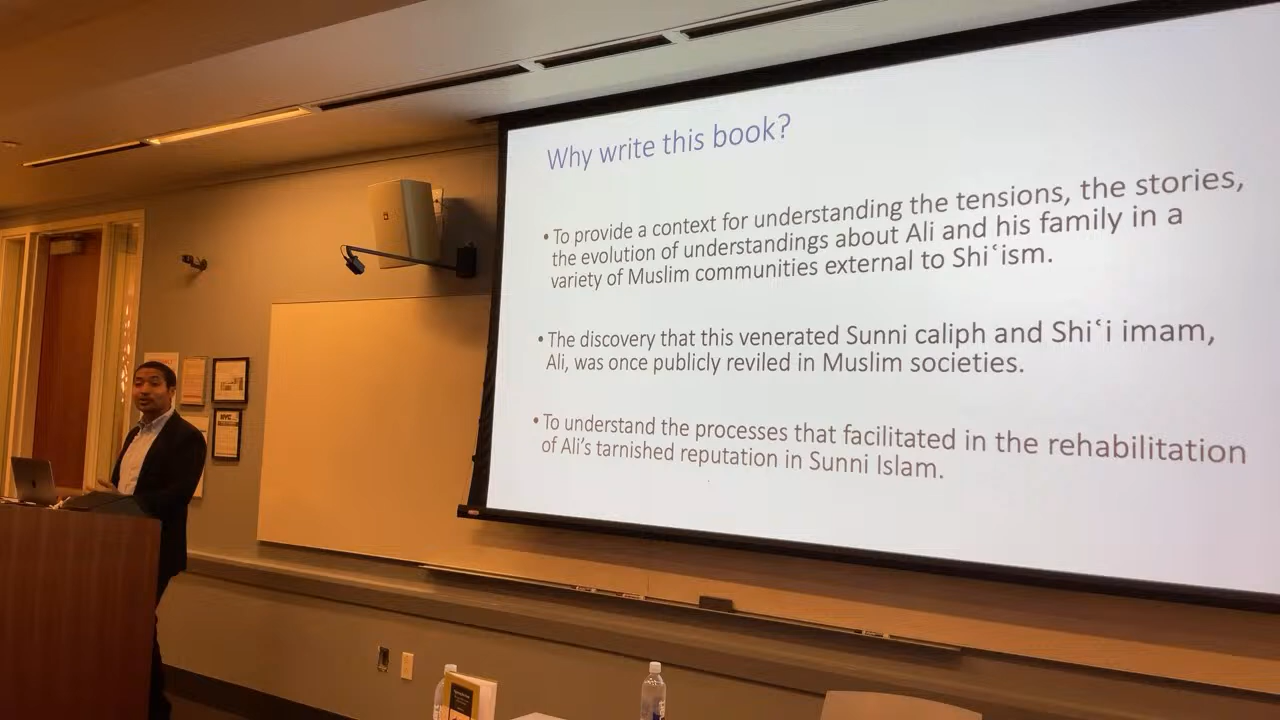 Why write this book?
• To provide a context for understanding the tensions, the stories,
the evolution of understandings about Ali and his family in a
variety of Muslim communities external to Shiʿism.
• The discovery that this venerated Sunni caliph and Shiʿi imam,
Ali, was once publicly reviled in Muslim societies.
• To understand the processes that facilitated in the rehabilitation
of Ali's tarnished reputation in Sunni Islam.
NYC